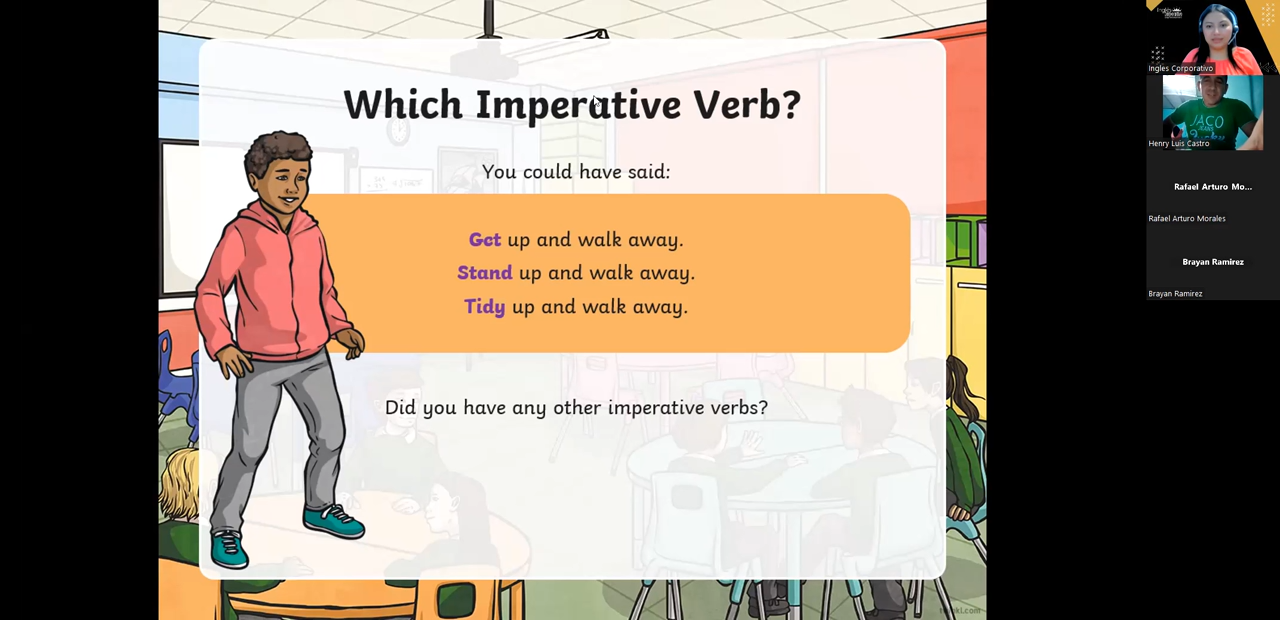 Which Imperative Verb?
You could have said:
Get up and walk away.
Stand up and walk away.
Tidy up and walk away.
Did you have any other imperative verbs?
Ingles Corporativo
JACO
Henry Luis Castro
Rafael Arturo Mo...
Rafael Arturo Morales
Brayan Ramirez
Brayan Ramirez